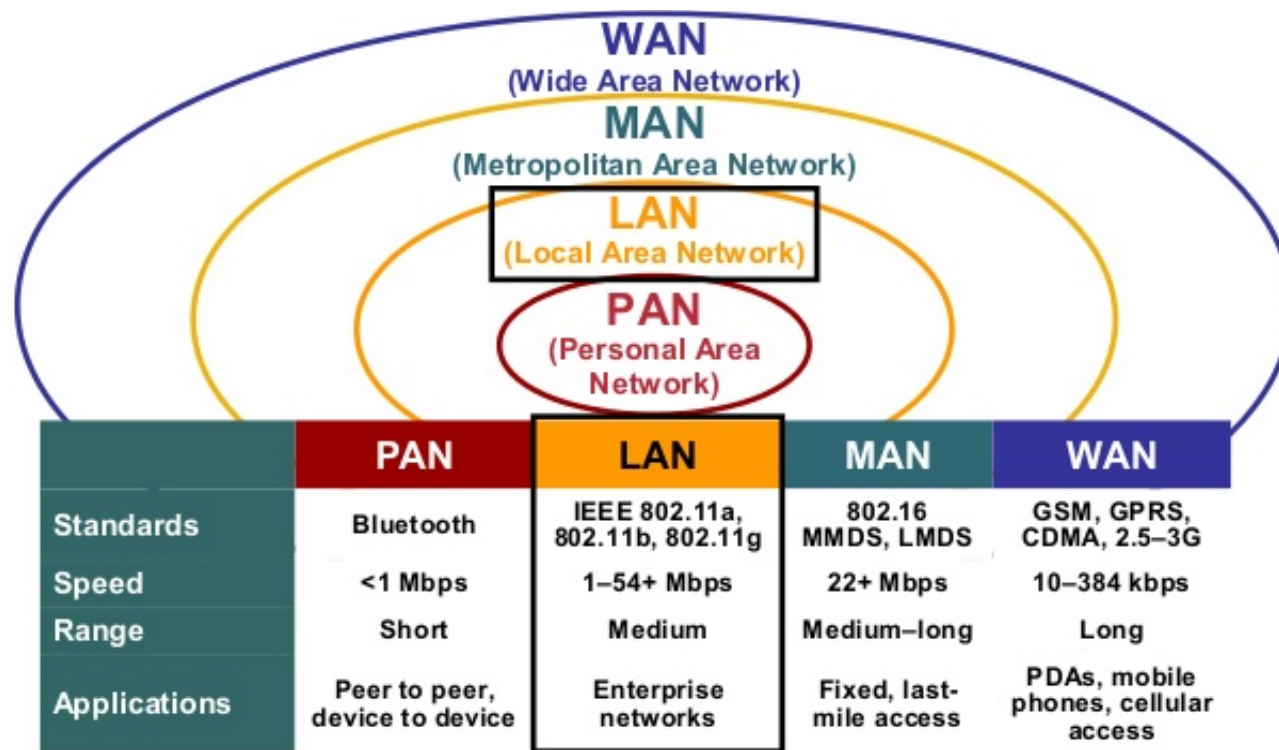 WAN
(Wide Area Network)
MAN
(Metropolitan Area Network)
LAN
(Local Area Network)
PAN
(Personal Area
Network)
PAN LAN MAN WAN
Standards
Bluetooth
IEEE 802.11a,
802.11b, 802.11g
802.16
MMDS, LMDS
GSM, GPRS,
CDMA, 2.5–3G
Speed
<1 Mbps
1–54+ Mbps
22+ Mbps
10–384 kbps
Range
Short
Medium
Medium–long
Long
Applications
Peer to peer,
device to device
Enterprise
networks
Fixed, last-
mile access
PDAs, mobile
phones, cellular
access